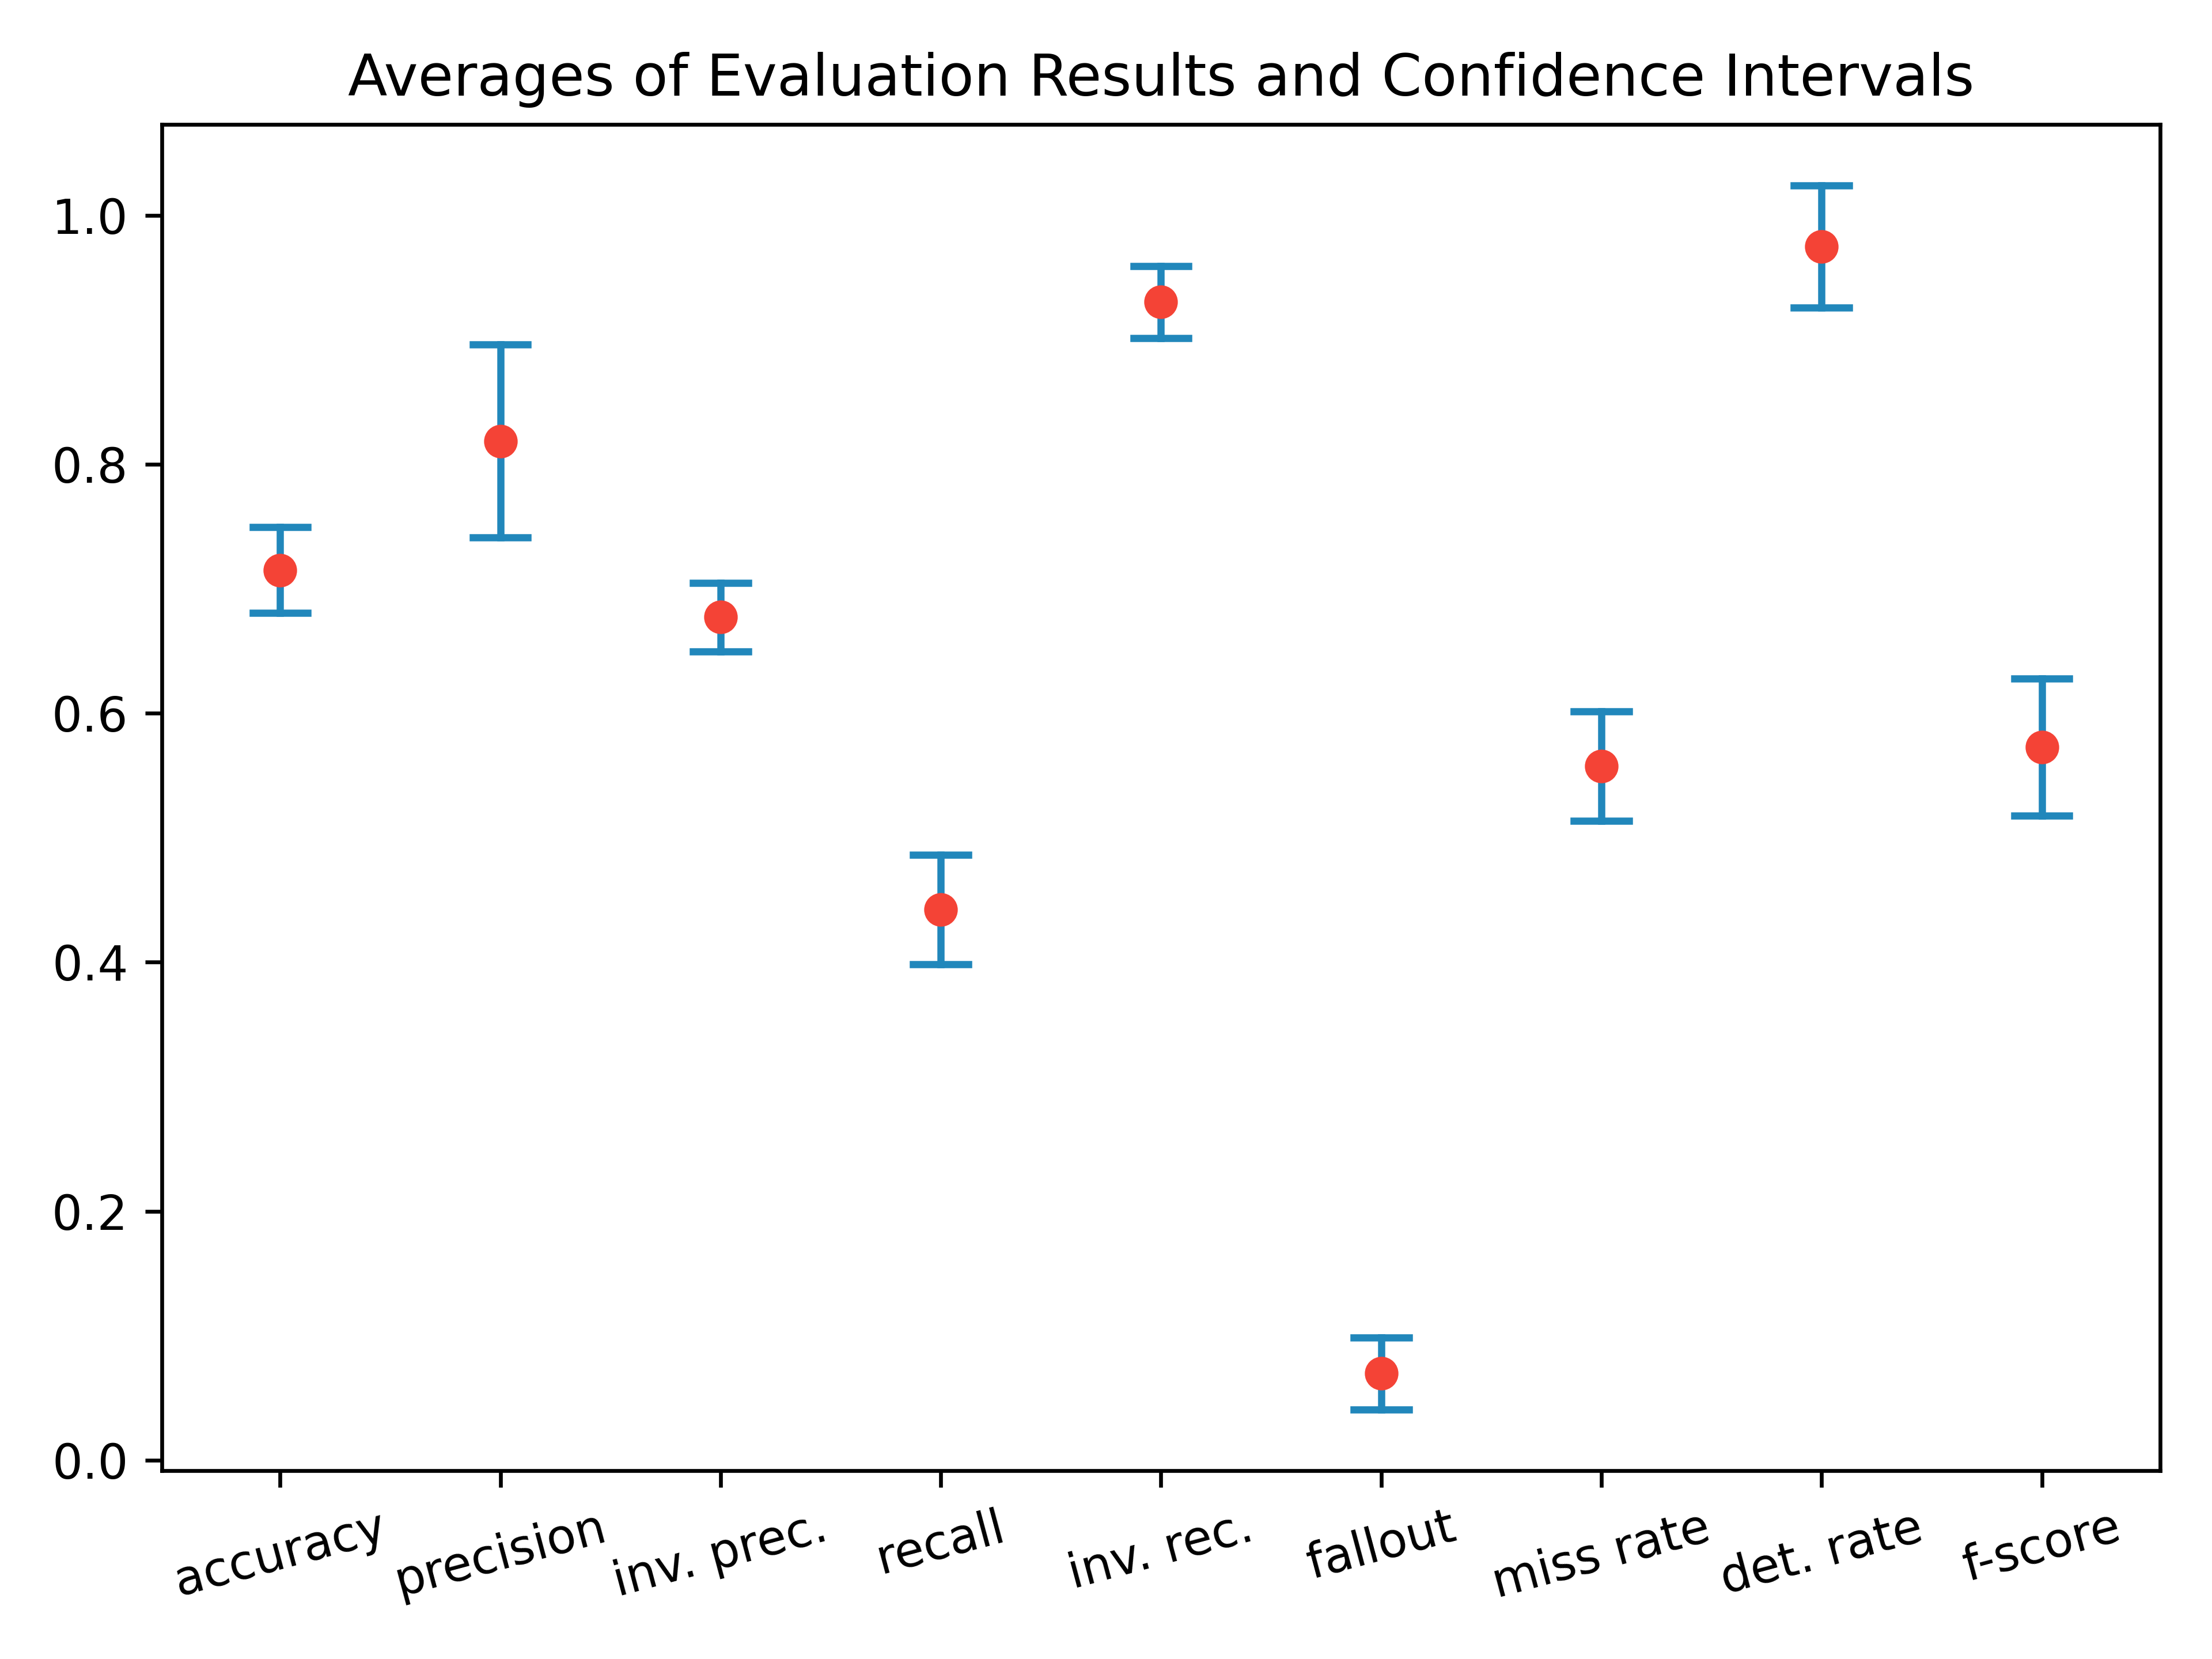 Averages of Evaluation Results and Confidence Intervals
1.0
0.8
0.6
0.4
0.2
0.0
accuracy
precision
inv. prec.
recall
inv. rec.
fallout
miss rate
det. rate
f-score